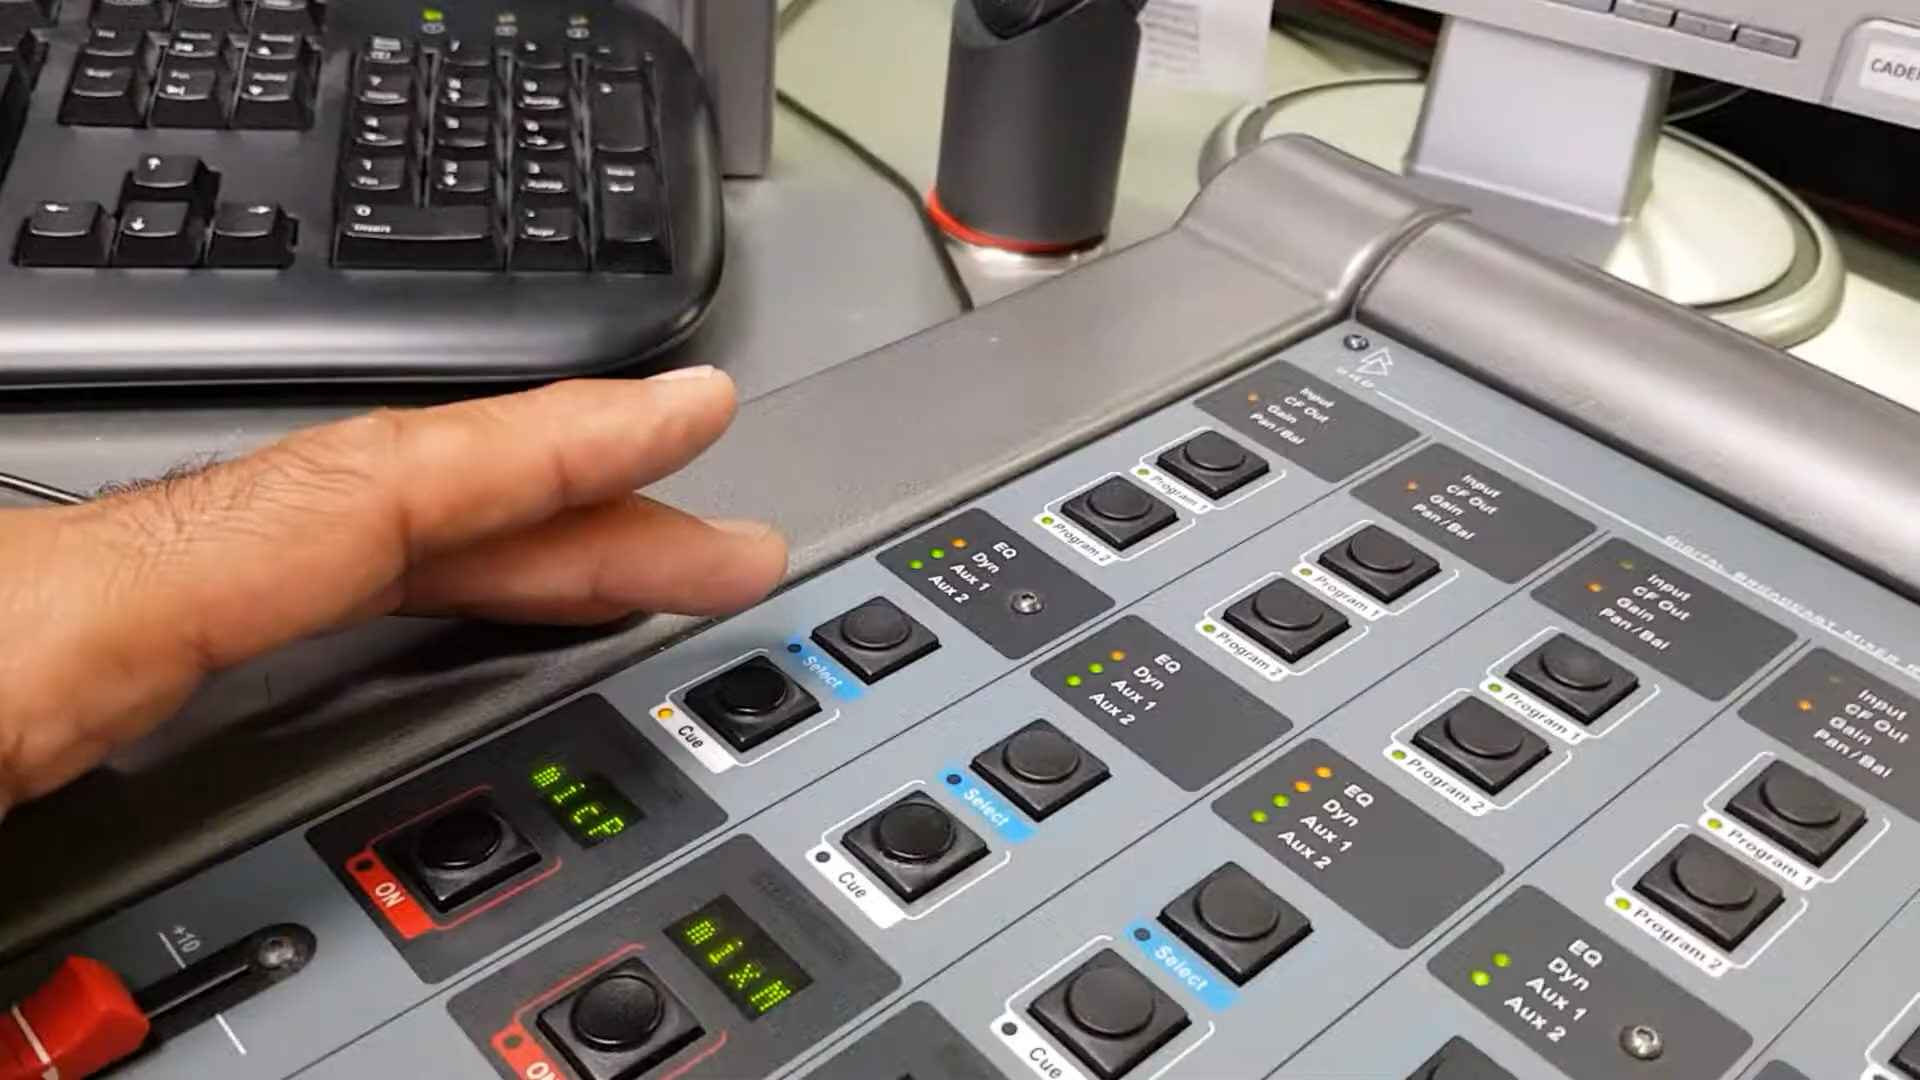 CADE
Input
CF Out
Gain
Pan/Bal
Program 1
Program 2
EQ
Dyn
Aux 1
Aux 2
Select
Cue
micP
ON
+10
Input
CF Out
Gain
Pan/Bal
Program 1
Program 2
EQ
Dyn
Aux 1
Aux 2
Select
Cue
mixM
ON
DIGITAL BROADCAST MIXER
Input
CF Out
Gain
Pan/Bal
Program 1
Program 2
EQ
Dyn
Aux 1
Aux 2
Select
Cue
Input
CF Out
Gain
Pan/Bal
Program 1
Program 2
EQ
Dyn
Aux 1
Aux 2